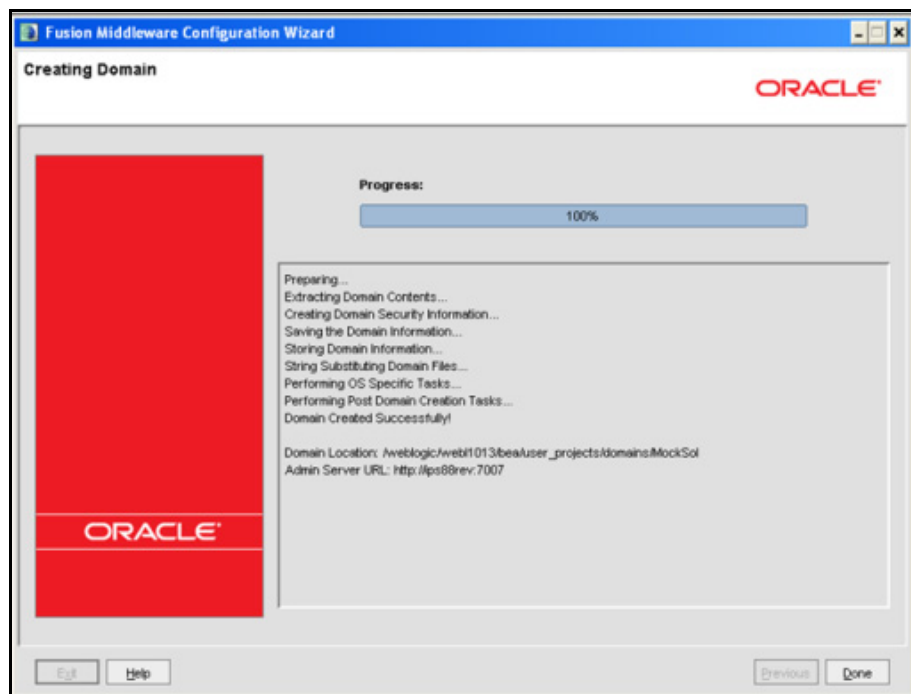 Fusion Middleware Configuration Wizard
Creating Domain
ORACLE
Progress:
100%
Preparing...
Extracting Domain Contents...
Creating Domain Security Information...
Saving the Domain Information...
Storing Domain Information...
String Substituting Domain Files...
Performing OS Specific Tasks...
Performing Post Domain Creation Tasks...
Domain Created Successfully!
Domain Location: /weblogic/webl1013/bea/user_projects/domains/MockSol
Admin Server URL: http://ips88rev:7007
ORACLE
Exit Help Previous Done